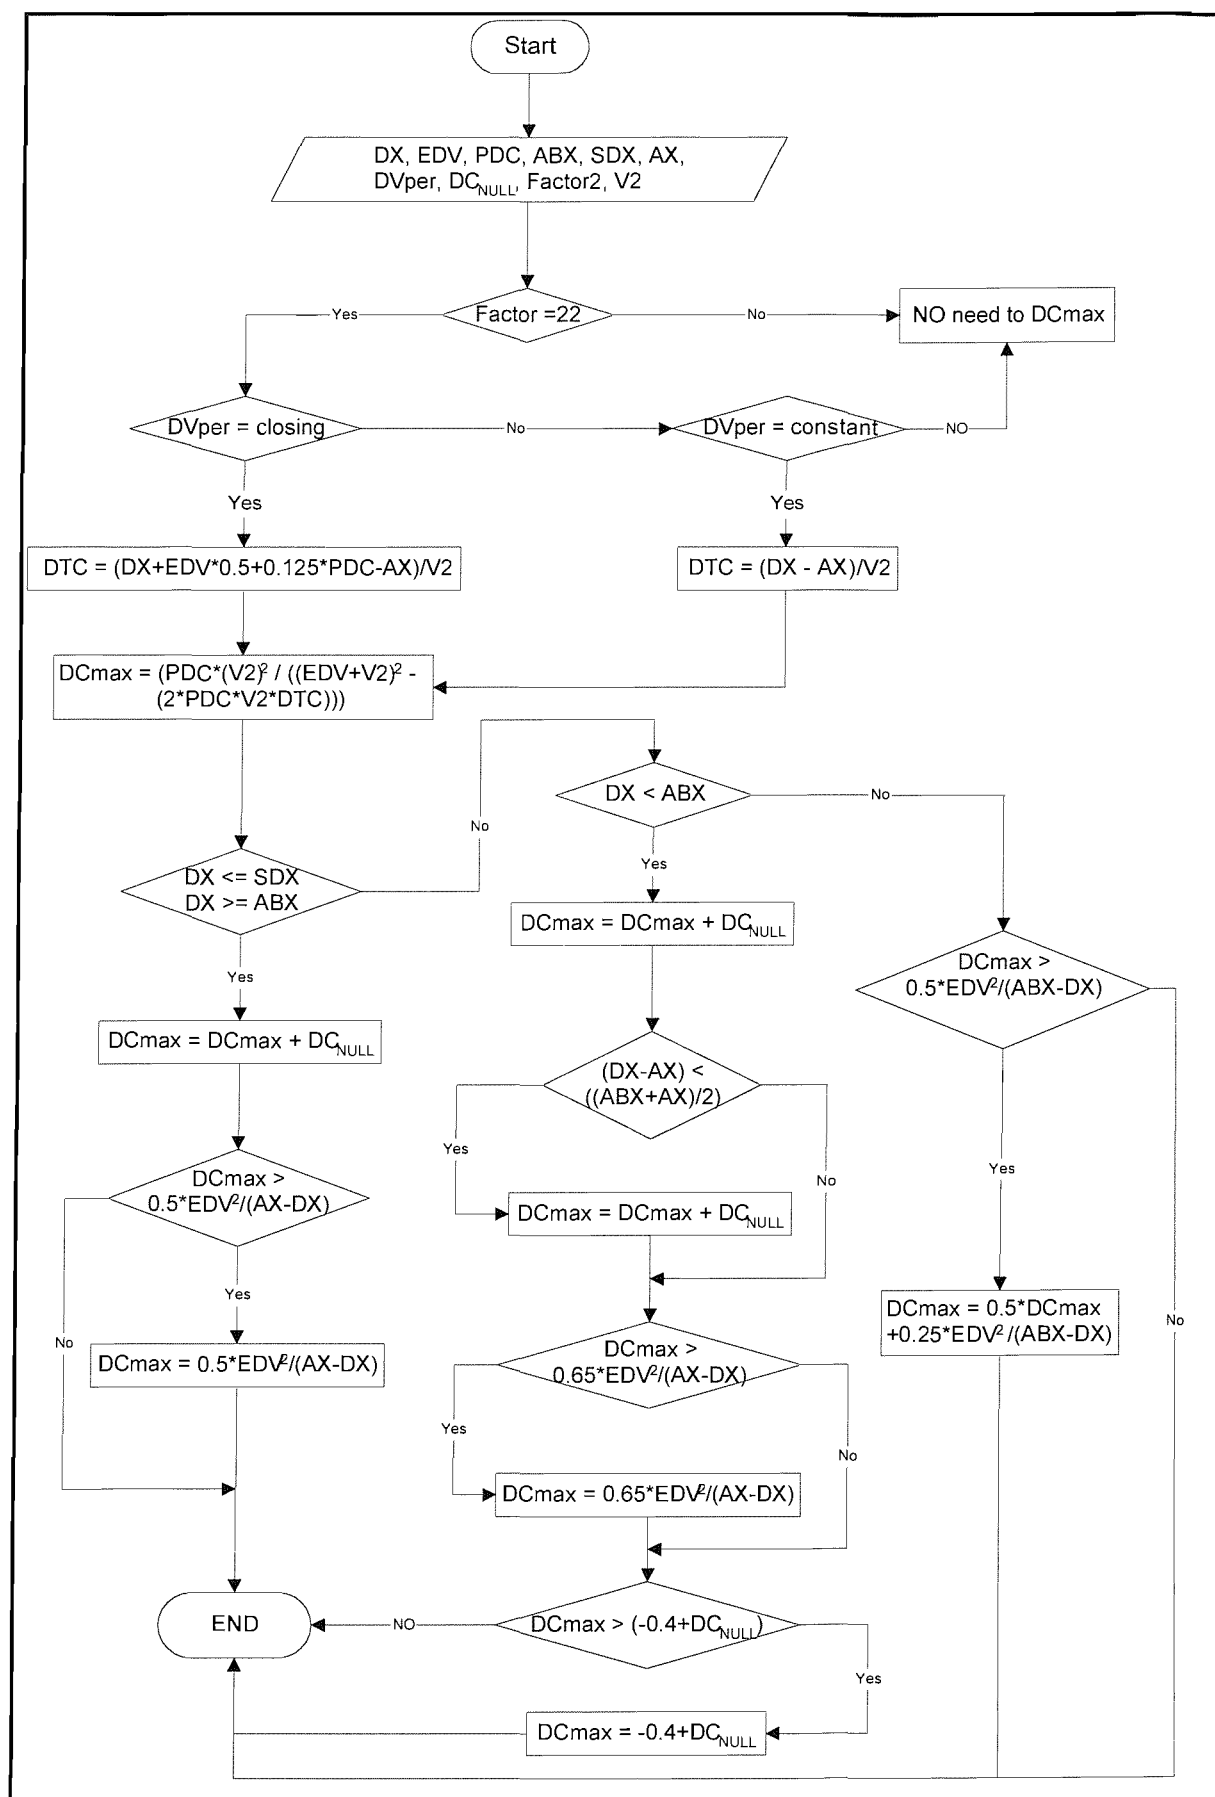 Start
DX, EDV, PDC, ABX, SDX, AX,
DVper, DC_NULL, Factor2, V2
Yes
Factor =22
No
NO need to DCmax
DVper = closing
No
DVper = constant
NO
Yes
Yes
DTC = (DX+EDV*0.5+0.125*PDC-AX)/V2
DTC = (DX - AX)/V2
DCmax = (PDC*(V2)² / ((EDV+V2)² -
(2*PDC*V2*DTC)))
DX < ABX
No
No
Yes
DX <= SDX
DX >= ABX
DCmax = DCmax + DC_NULL
Yes
DCmax >
0.5*EDV²/(ABX-DX)
DCmax = DCmax + DC_NULL
(DX-AX) <
((ABX+AX)/2)
Yes
No
Yes
DCmax >
0.5*EDV²/(AX-DX)
DCmax = DCmax + DC_NULL
Yes
No
DCmax = 0.5*DCmax
+0.25*EDV²/(ABX-DX)
No
DCmax = 0.5*EDV²/(AX-DX)
DCmax >
0.65*EDV²/(AX-DX)
Yes
No
DCmax = 0.65*EDV²/(AX-DX)
END
NO
DCmax > (-0.4+DC_NULL)
Yes
DCmax = -0.4+DC_NULL